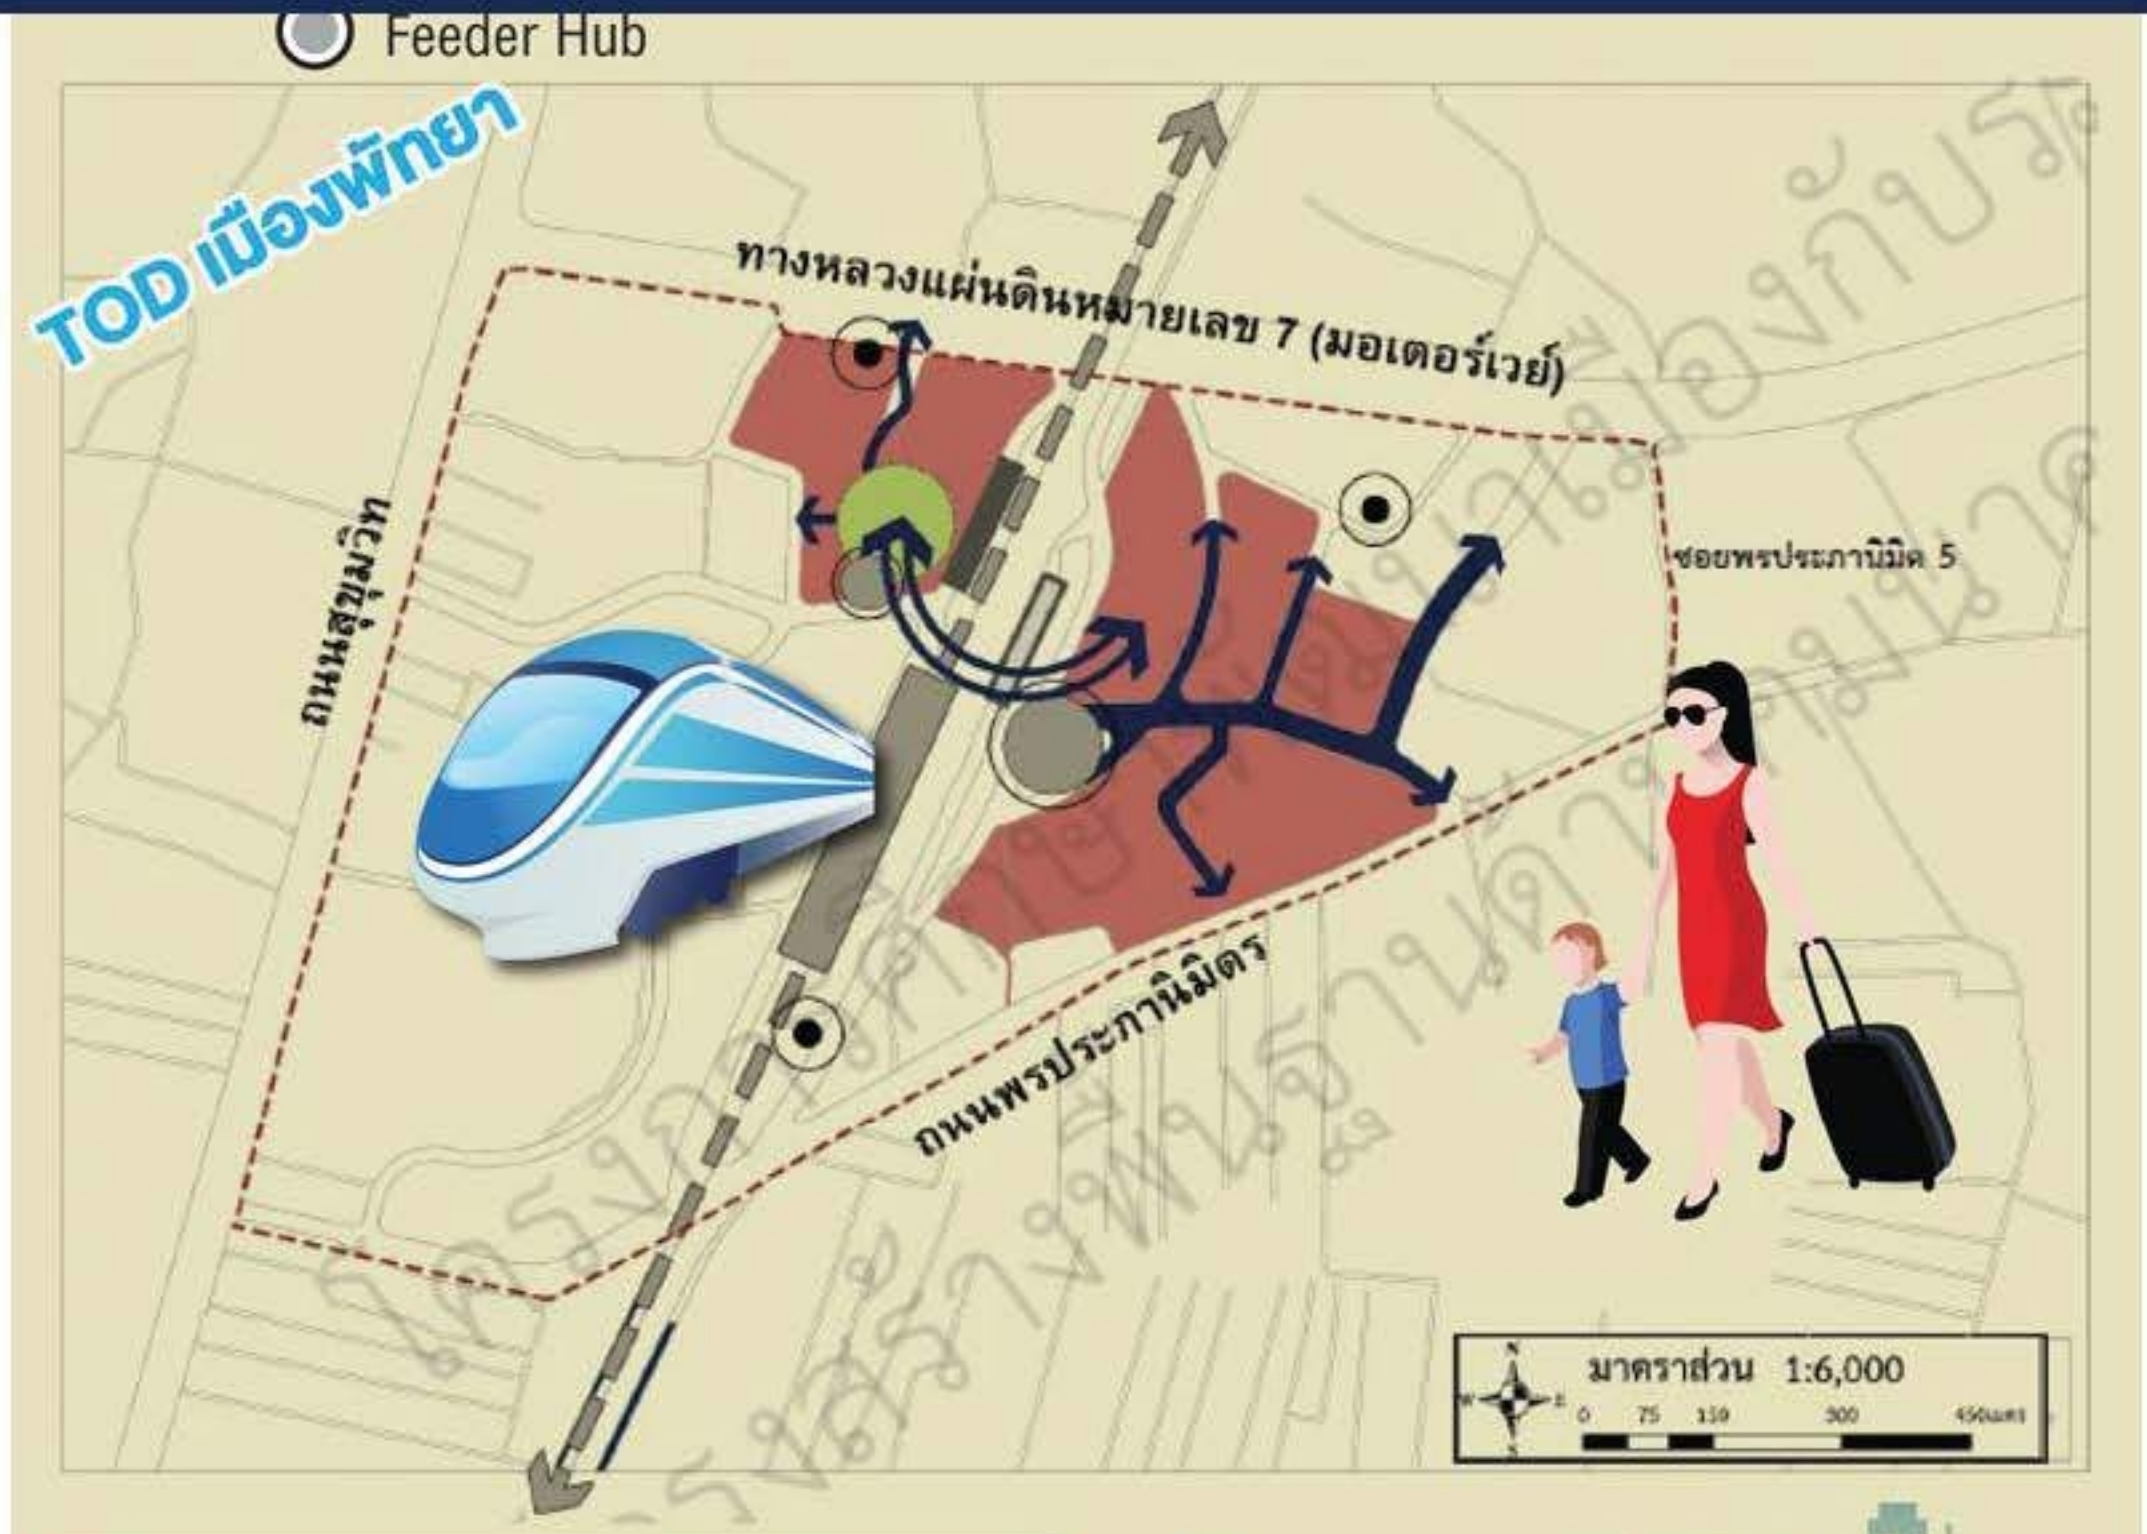 Feeder Hub
TOD เมืองพัทยา
ทางหลวงแผ่นดินหมายเลข 7 (มอเตอร์เวย์)
ถนนสุขุมวิท
ซอยพรประภานิมิต 5
ถนนพรประภานิมิตร
N
W E
S
มาตราส่วน 1:6,000
0 75 150 300 450เมตร